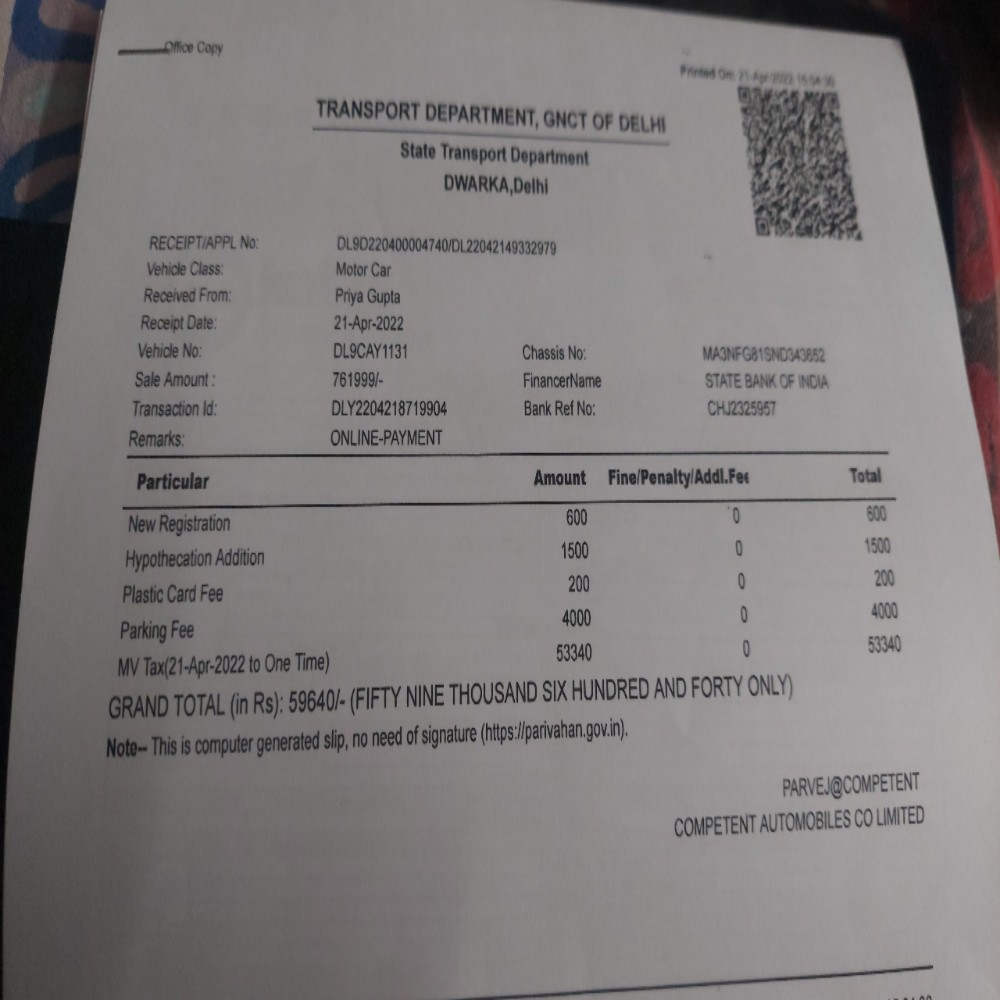 Office Copy
Printed On: 21-Apr-2022 15:04:30
TRANSPORT DEPARTMENT, GNCT OF DELHI
State Transport Department
DWARKA,Delhi
RECEIPT/APPL No: DL9D220400004740/DL22042149332979
Vehicle Class: Motor Car
Received From: Priya Gupta
Receipt Date: 21-Apr-2022
Vehicle No: DL9CAY1131 Chassis No: MA3NFG81SND343652
Sale Amount : 761999/- FinancerName STATE BANK OF INDIA
Transaction Id: DLY2204218719904 Bank Ref No: CHJ2325957
Remarks: ONLINE-PAYMENT
Particular Amount Fine/Penalty/Addl.Fee Total
New Registration 600 0 600
Hypothecation Addition 1500 0 1500
Plastic Card Fee 200 0 200
Parking Fee 4000 0 4000
MV Tax(21-Apr-2022 to One Time) 53340 0 53340
GRAND TOTAL (in Rs): 59640/- (FIFTY NINE THOUSAND SIX HUNDRED AND FORTY ONLY)
Note-- This is computer generated slip, no need of signature (https://parivahan.gov.in).
PARVEJ@COMPETENT
COMPETENT AUTOMOBILES CO LIMITED